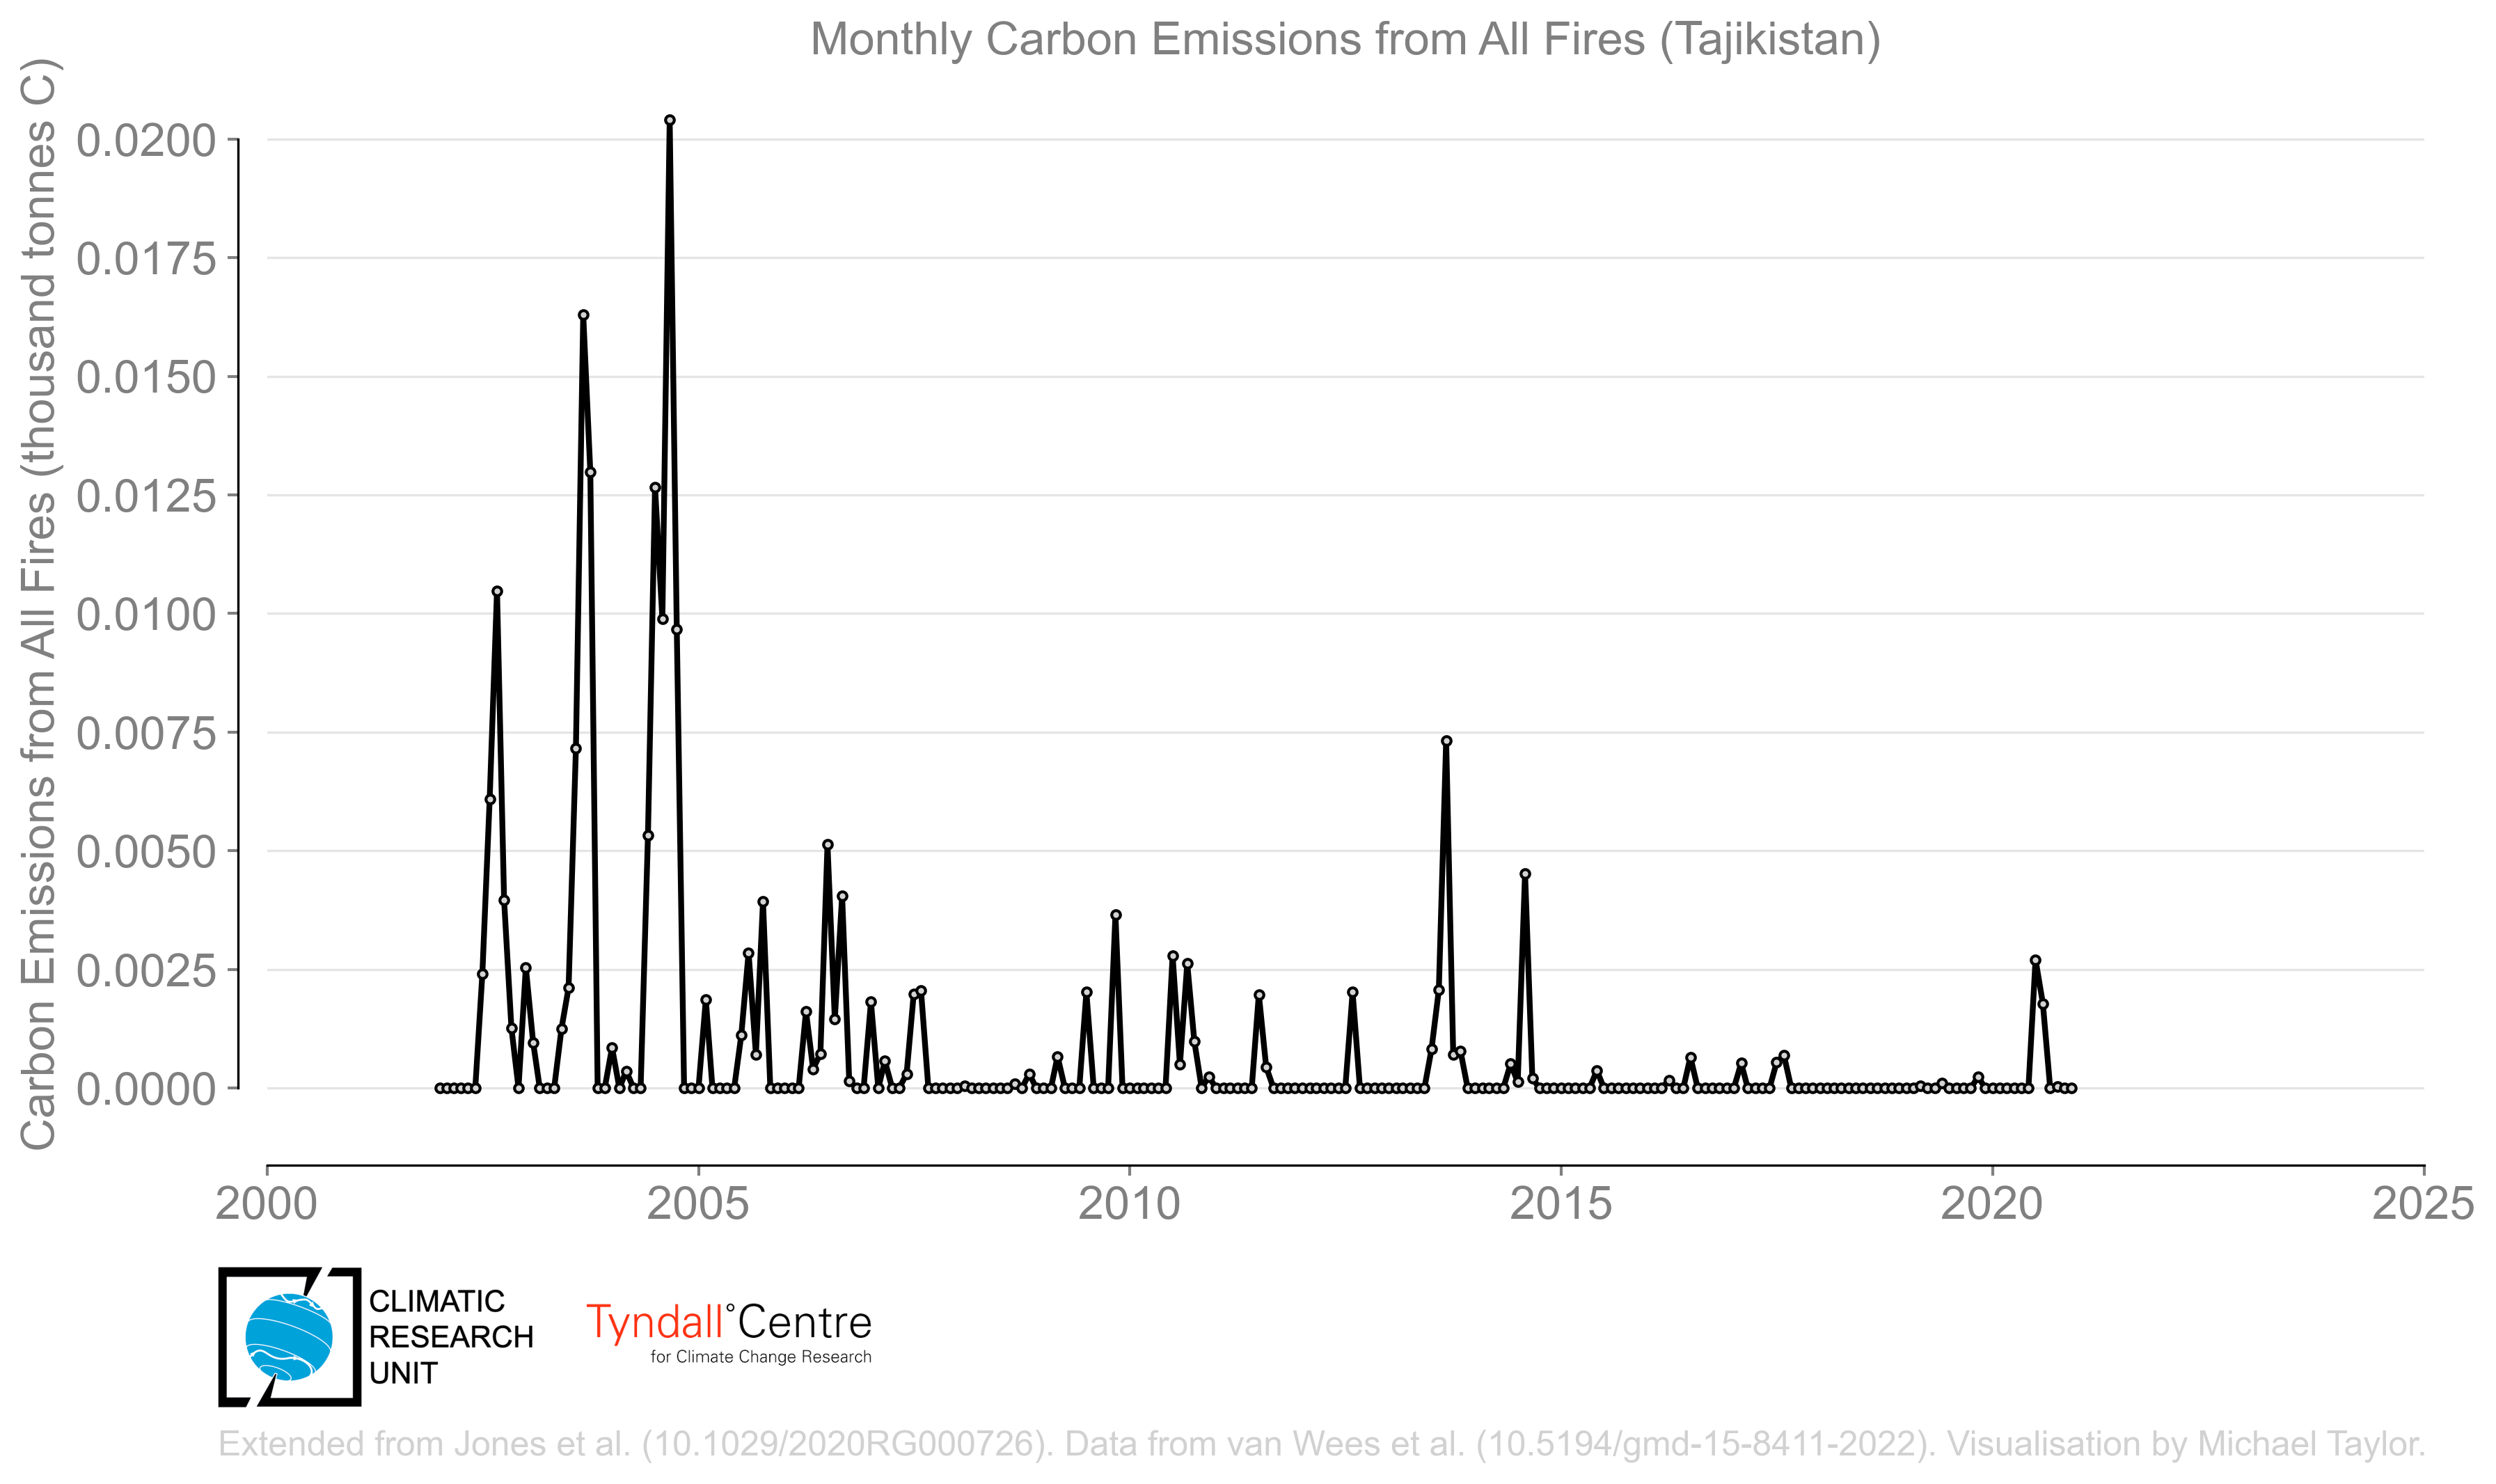 Monthly Carbon Emissions from All Fires (Tajikistan)
Carbon Emissions from All Fires (thousand tonnes C)
0.0200
0.0175
0.0150
0.0125
0.0100
0.0075
0.0050
0.0025
0.0000
2000 2005 2010 2015 2020 2025
CLIMATIC
RESEARCH
UNIT
Tyndall°Centre
for Climate Change Research
Extended from Jones et al. (10.1029/2020RG000726). Data from van Wees et al. (10.5194/gmd-15-8411-2022). Visualisation by Michael Taylor.